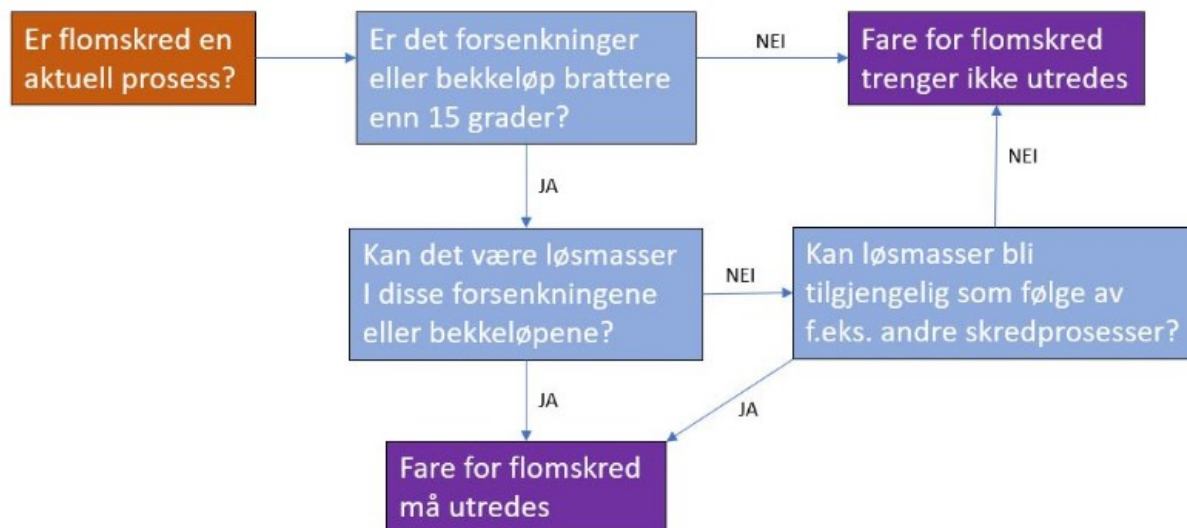 Er flomskred en
aktuell prosess?
Er det forsenkninger
eller bekkeløp brattere
enn 15 grader?
NEI
Fare for flomskred
trenger ikke utredes
JA
NEI
Kan det være løsmasser
I disse forsenkningene
eller bekkeløpene?
NEI
Kan løsmasser bli
tilgjengelig som følge av
f.eks. andre skredprosesser?
JA
JA
Fare for flomskred
må utredes